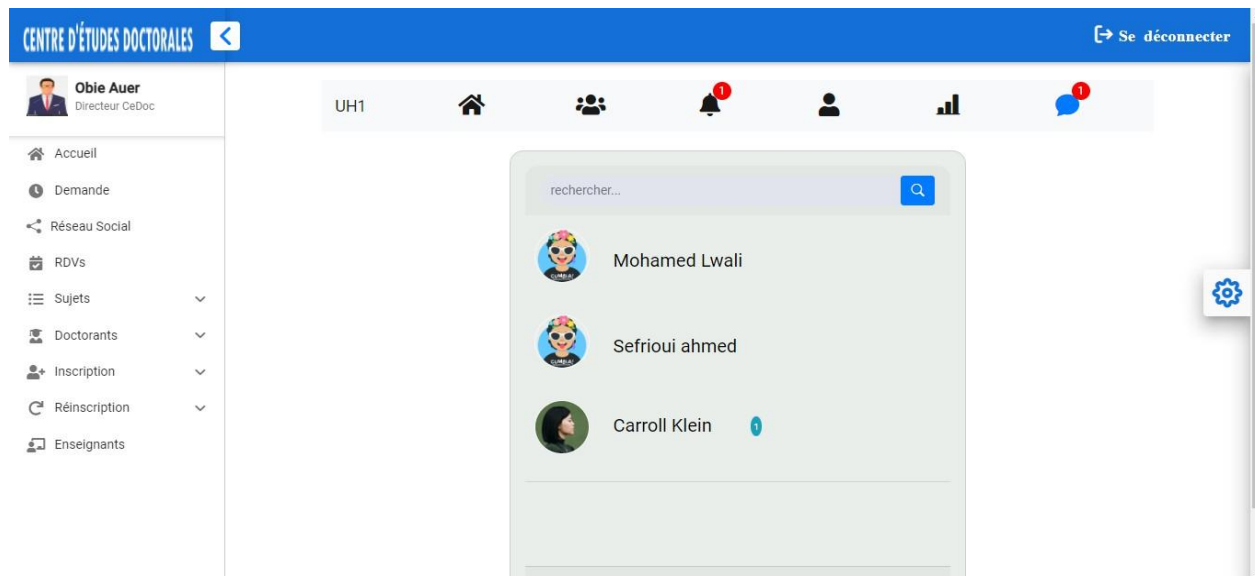 CENTRE D'ÉTUDES DOCTORALES
Se déconnecter
Obie Auer
Directeur CeDoc
UH1
1
1
Accueil
Demande
Réseau Social
RDVs
Sujets
Doctorants
Inscription
Réinscription
Enseignants
rechercher...
Mohamed Lwali
Sefrioui ahmed
Carroll Klein
1